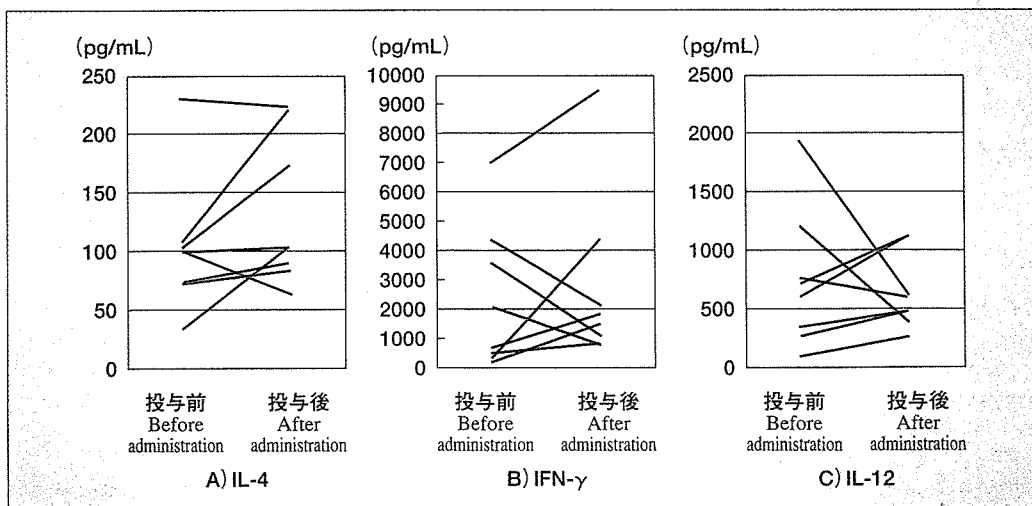 (pg/mL)
250
200
150
100
50
0
投与前
Before
administration
投与後
After
administration
A) IL-4
(pg/mL)
10000
9000
8000
7000
6000
5000
4000
3000
2000
1000
0
投与前
Before
administration
投与後
After
administration
B) IFN-γ
(pg/mL)
2500
2000
1500
1000
500
0
投与前
Before
administration
投与後
After
administration
C) IL-12